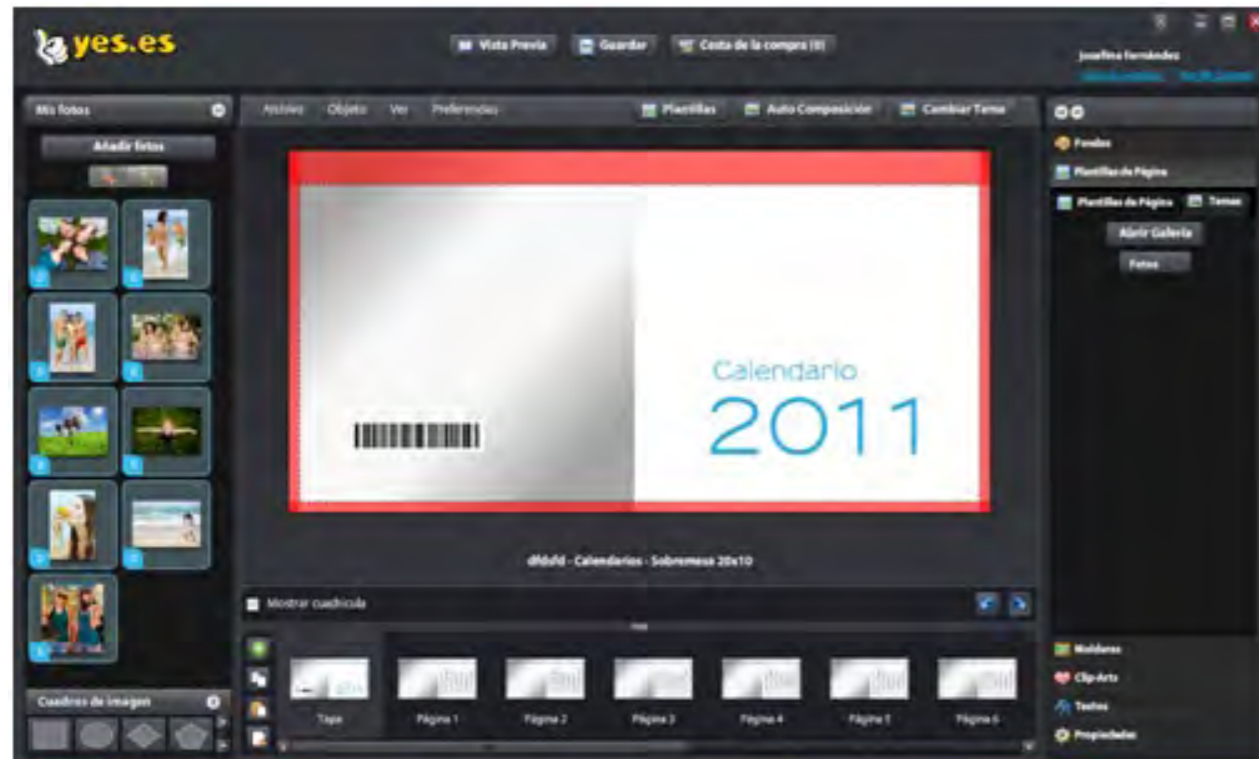 yes.es
Vista Previa Guardar Cesta de la compra (0)
Josefina Fernández
Mis fotos
Archivo Objeto Ver Preferencias Plantillas Auto Composición Cambiar Tema
Añadir fotos
Fondos
Plantillas de Página
Plantillas de Página Temas
Abrir Galería
Fotos
Calendario
2011
dfdsfd - Calendarios - Sobremesa 20x10
Mostrar cuadrícula
Tapa Página 1 Página 2 Página 3 Página 4 Página 5 Página 6
Cuadros de imagen
Molduras
Clip-Arts
Textos
Propiedades